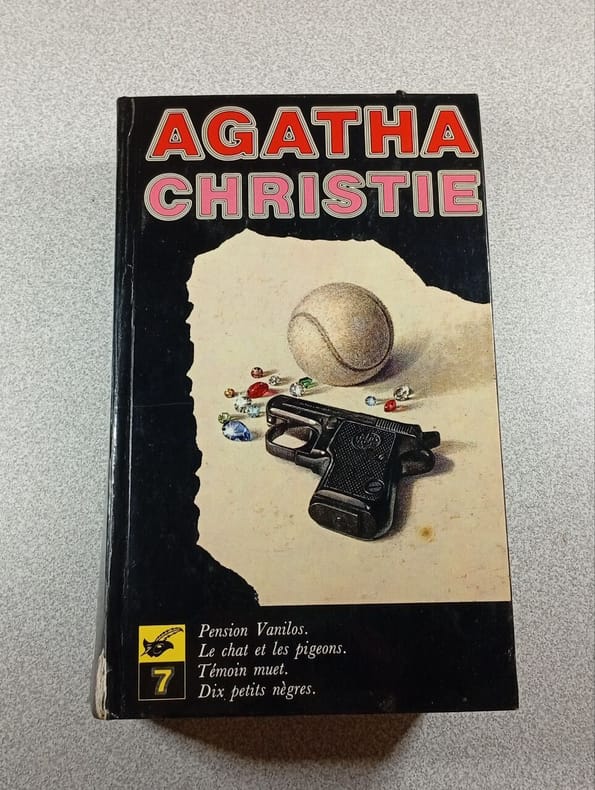 AGATHA
CHRISTIE
Pension Vanilos.
Le chat et les pigeons.
Témoin muet.
Dix petits nègres.
7